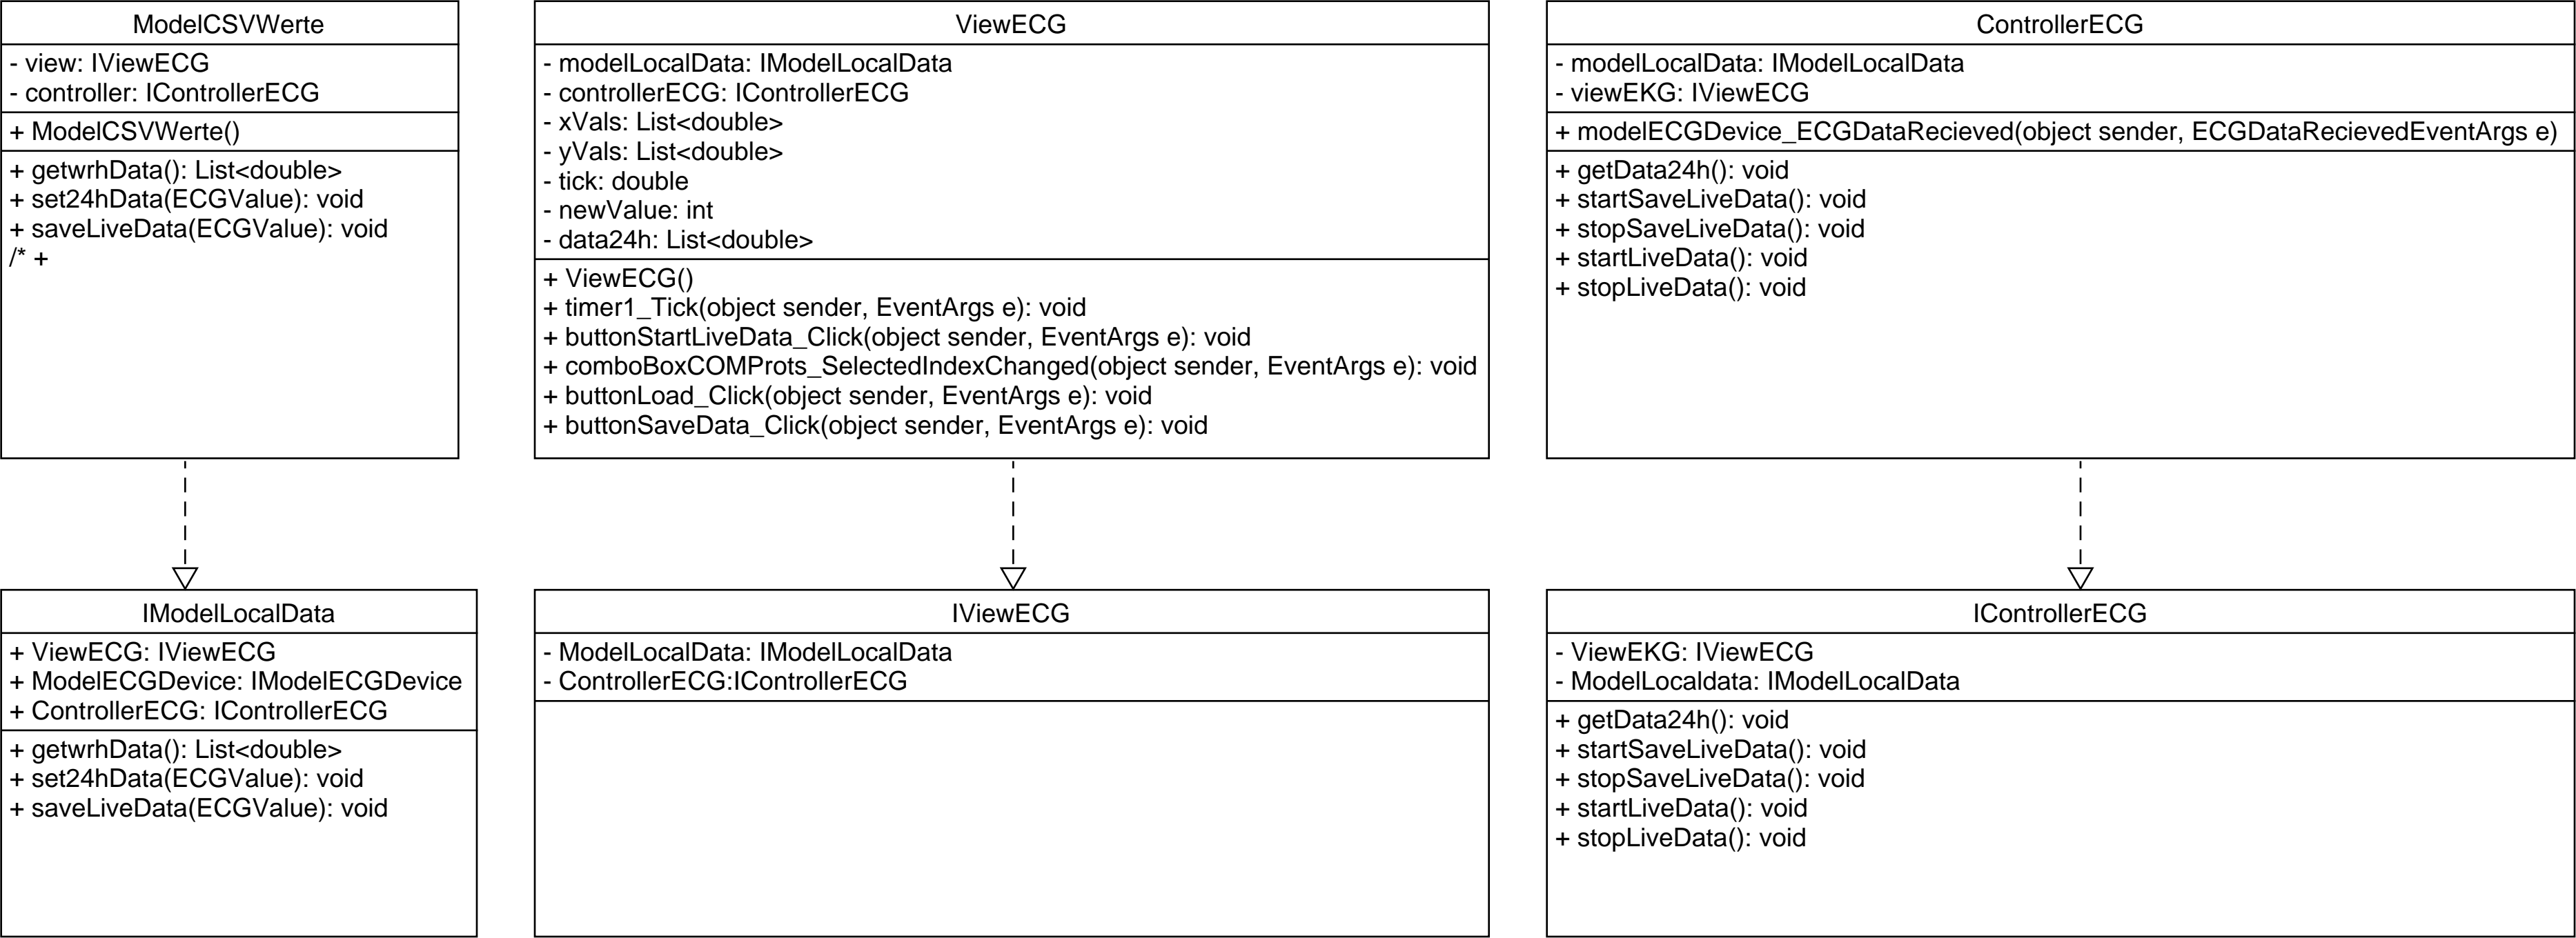 ModelCSVWerte
- view: IViewECG
- controller: IControllerECG
+ ModelCSVWerte()
+ getwrhData(): List<double>
+ set24hData(ECGValue): void
+ saveLiveData(ECGValue): void
/* +
ViewECG
- modelLocalData: IModelLocalData
- controllerECG: IControllerECG
- xVals: List<double>
- yVals: List<double>
- tick: double
- newValue: int
- data24h: List<double>
+ ViewECG()
+ timer1_Tick(object sender, EventArgs e): void
+ buttonStartLiveData_Click(object sender, EventArgs e): void
+ comboBoxCOMProts_SelectedIndexChanged(object sender, EventArgs e): void
+ buttonLoad_Click(object sender, EventArgs e): void
+ buttonSaveData_Click(object sender, EventArgs e): void
ControllerECG
- modelLocalData: IModelLocalData
- viewEKG: IViewECG
+ modelECGDevice_ECGDataRecieved(object sender, ECGDataRecievedEventArgs e)
+ getData24h(): void
+ startSaveLiveData(): void
+ stopSaveLiveData(): void
+ startLiveData(): void
+ stopLiveData(): void
IModelLocalData
+ ViewECG: IViewECG
+ ModelECGDevice: IModelECGDevice
+ ControllerECG: IControllerECG
+ getwrhData(): List<double>
+ set24hData(ECGValue): void
+ saveLiveData(ECGValue): void
IViewECG
- ModelLocalData: IModelLocalData
- ControllerECG:IControllerECG
IControllerECG
- ViewEKG: IViewECG
- ModelLocaldata: IModelLocalData
+ getData24h(): void
+ startSaveLiveData(): void
+ stopSaveLiveData(): void
+ startLiveData(): void
+ stopLiveData(): void